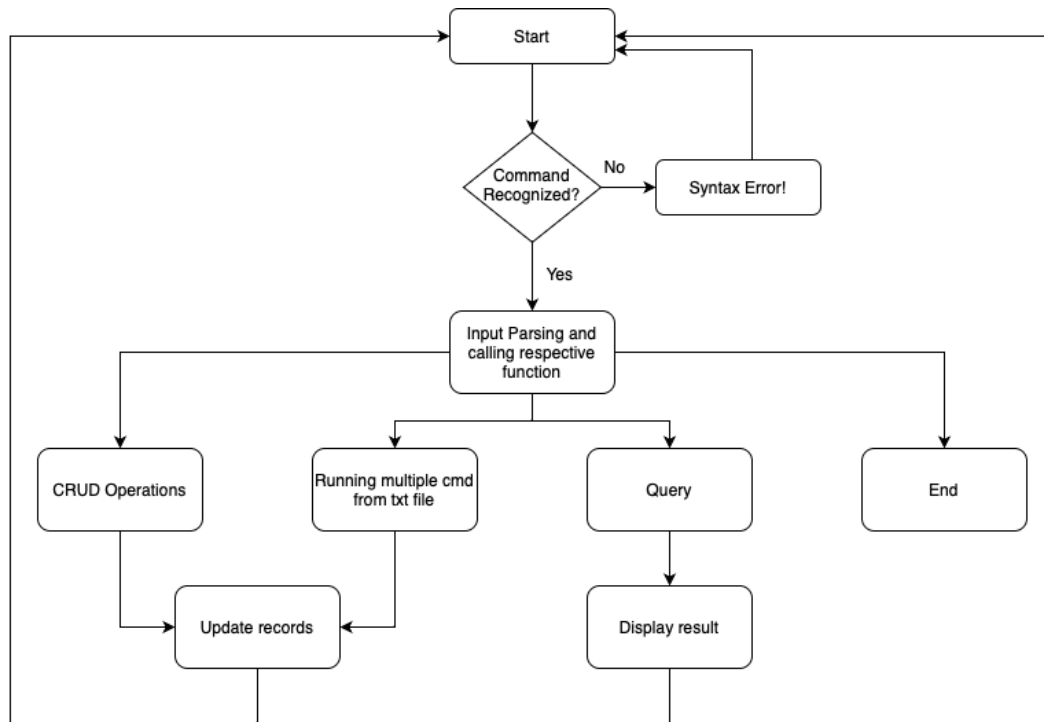 Start
Command
Recognized?
No
Syntax Error!
Yes
Input Parsing and
calling respective
function
CRUD Operations
Running multiple cmd
from txt file
Query
End
Update records
Display result